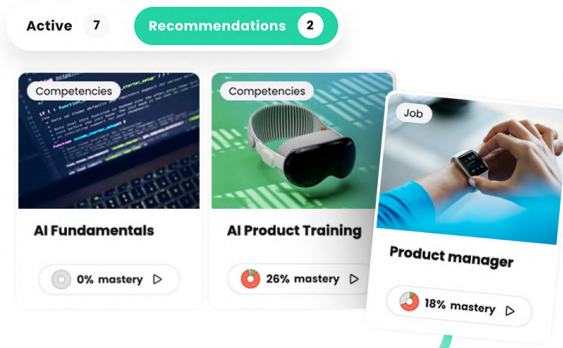 Active 7 Recommendations 2
Competencies
Competencies
Job
AI Fundamentals
AI Product Training
Product manager
0% mastery
26% mastery
18% mastery